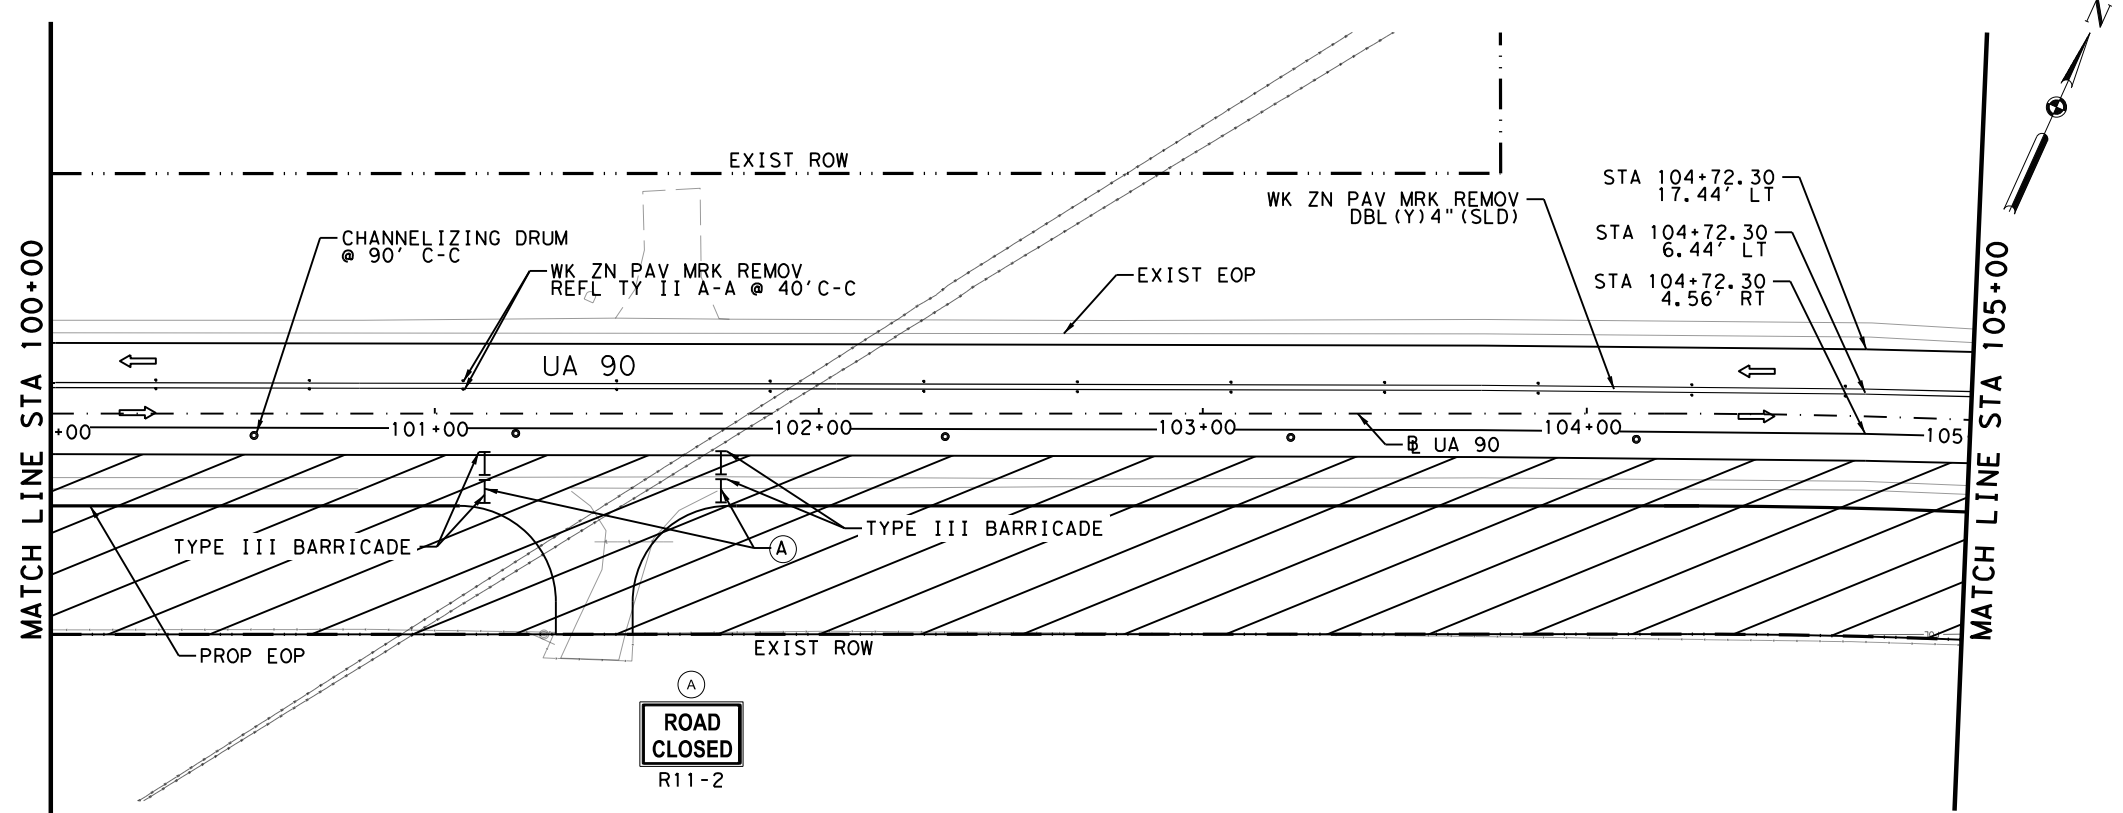 N
EXIST ROW
WK ZN PAV MRK REMOV
DBL (Y) 4" (SLD)
STA 104+72.30
17.44' LT
STA 104+72.30
6.44' LT
STA 104+72.30
4.56' RT
CHANNELIZING DRUM
@ 90' C-C
WK ZN PAV MRK REMOV
REFL TY II A-A @ 40'C-C
EXIST EOP
MATCH LINE STA 100+00
MATCH LINE STA 105+00
UA 90
+00
101+00
102+00
103+00
104+00
105
BL UA 90
TYPE III BARRICADE
TYPE III BARRICADE
A
PROP EOP
EXIST ROW
A
ROAD
CLOSED
R11-2